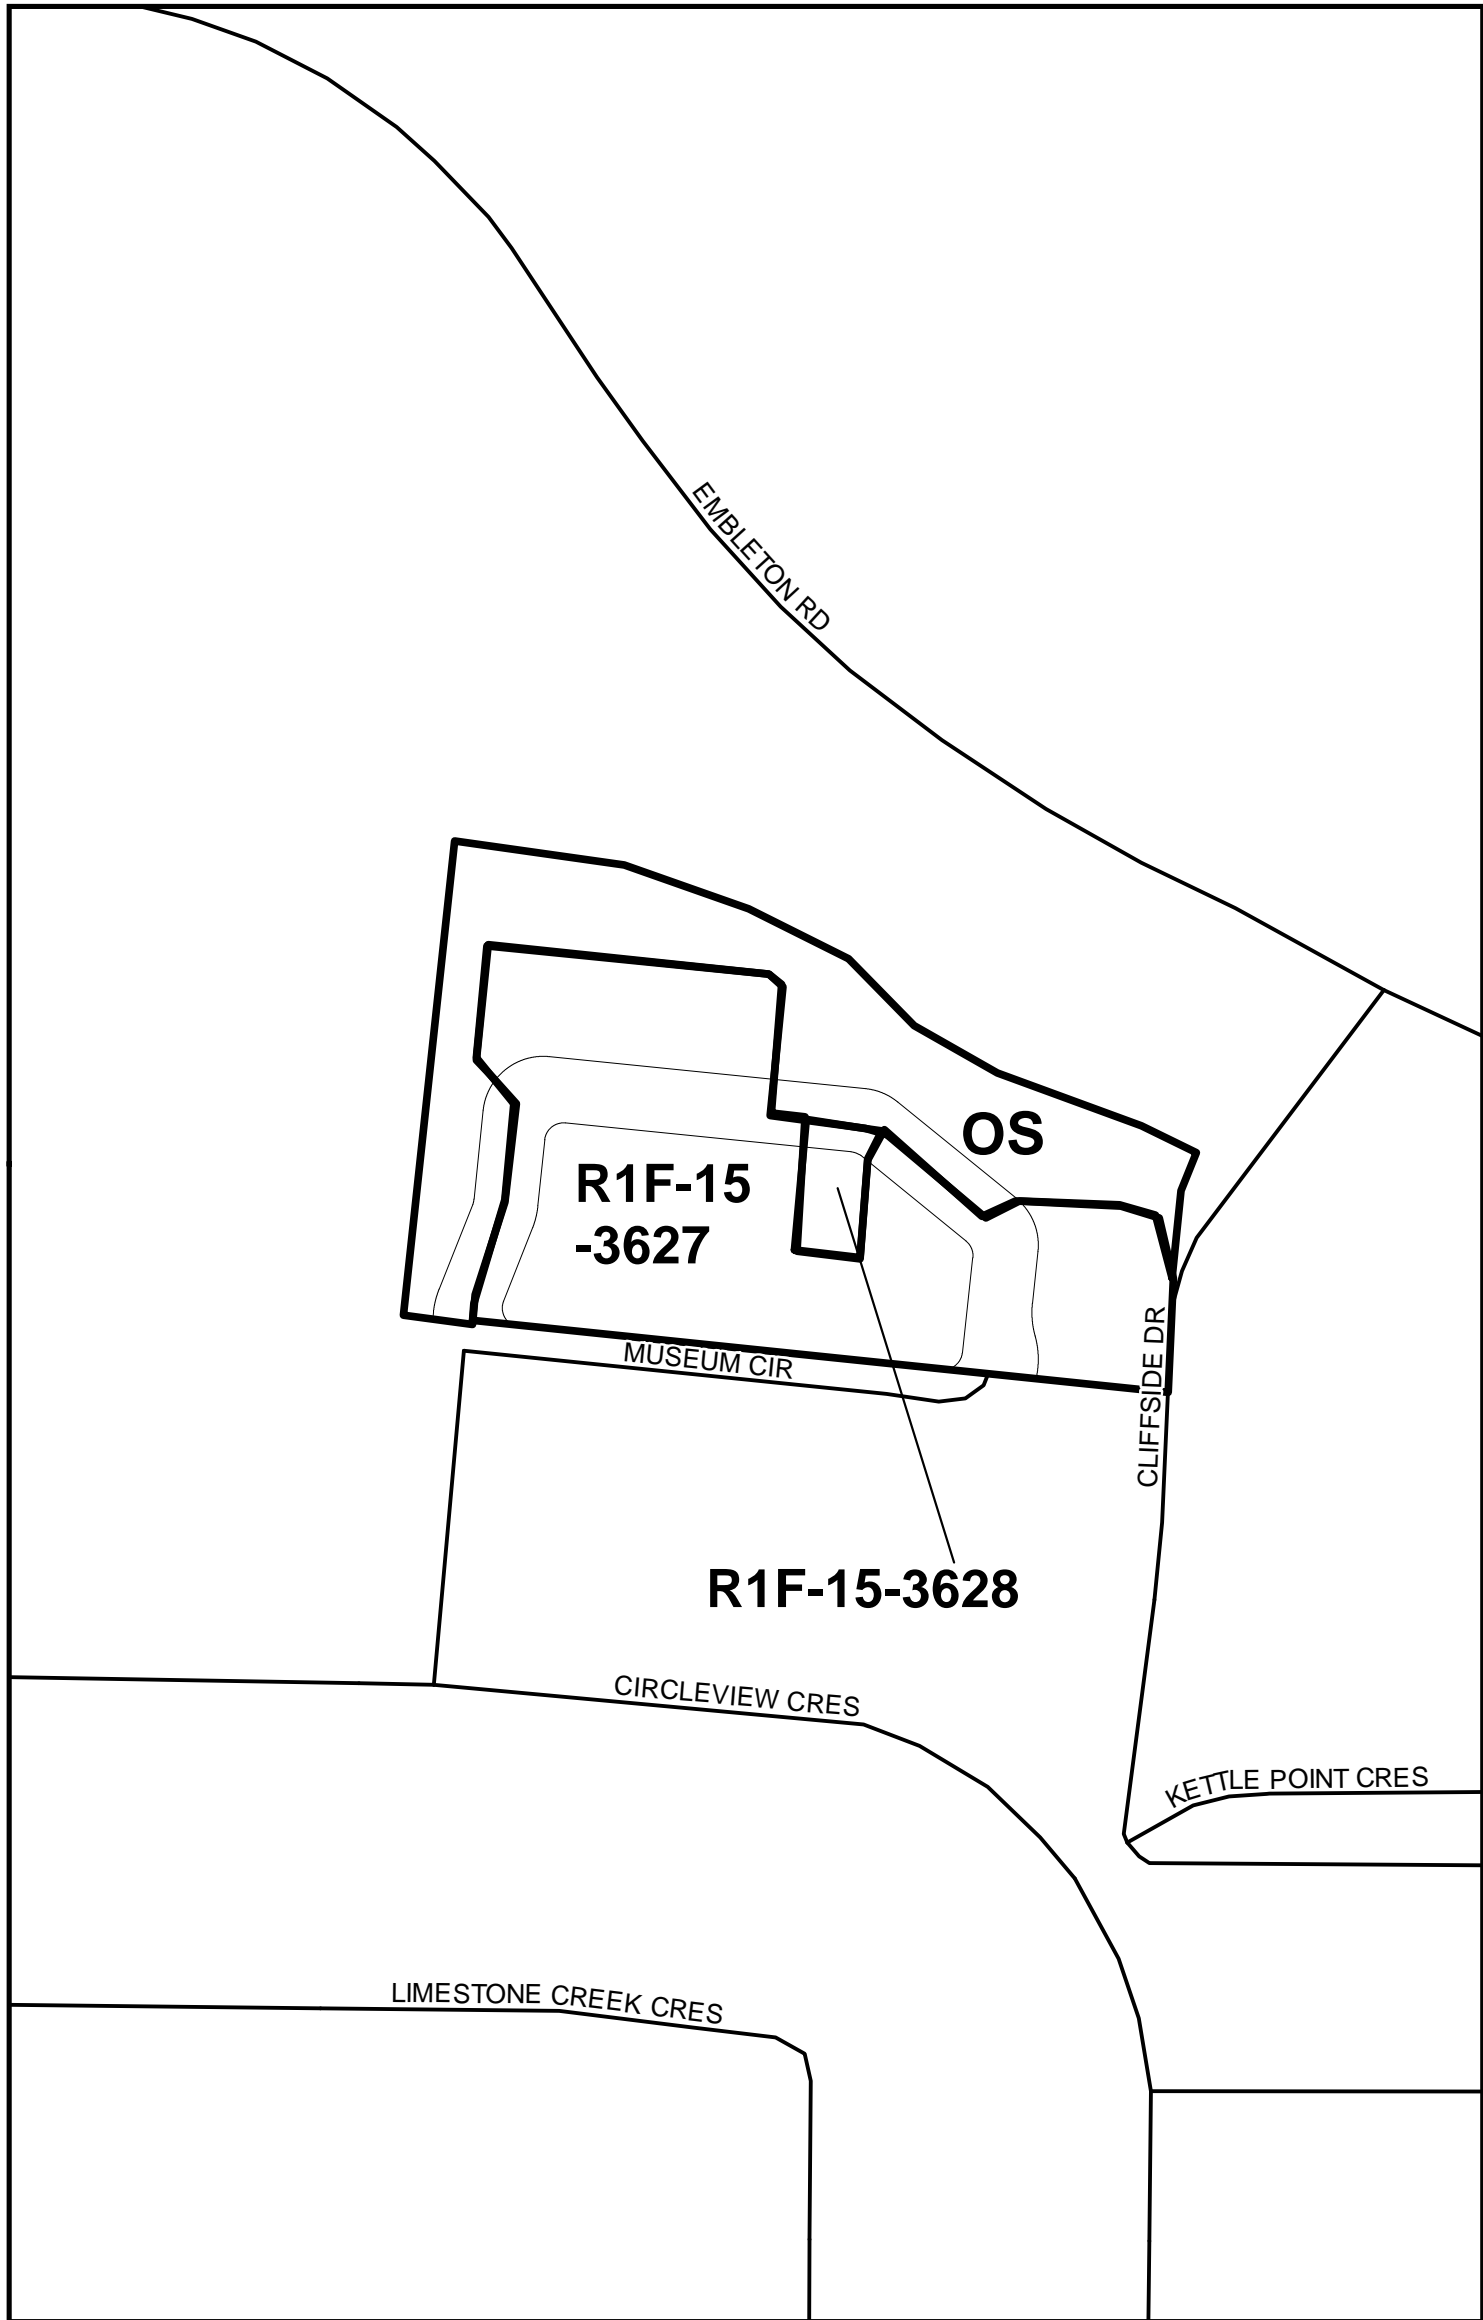 EMBLETON RD
OS
R1F-15
-3627
MUSEUM CIR
CLIFFSIDE DR
R1F-15-3628
CIRCLEVIEW CRES
KETTLE POINT CRES
LIMESTONE CREEK CRES